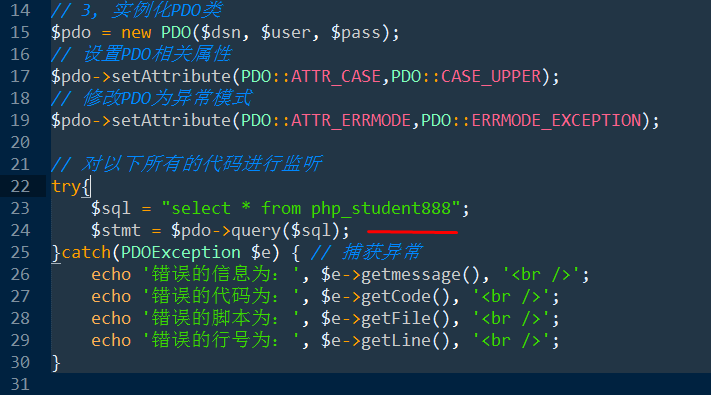 14 // 3, 实例化PDO类
15 $pdo = new PDO($dsn, $user, $pass);
16 // 设置PDO相关属性
17 $pdo->setAttribute(PDO::ATTR_CASE,PDO::CASE_UPPER);
18 // 修改PDO为异常模式
19 $pdo->setAttribute(PDO::ATTR_ERRMODE,PDO::ERRMODE_EXCEPTION);
20
21 // 对以下所有的代码进行监听
22 try{
23     $sql = "select * from php_student888";
24     $stmt = $pdo->query($sql);
25 }catch(PDOException $e) { // 捕获异常
26     echo '错误的信息为：', $e->getmessage(), '<br />';
27     echo '错误的代码为：', $e->getCode(), '<br />';
28     echo '错误的脚本为：', $e->getFile(), '<br />';
29     echo '错误的行号为：', $e->getLine(), '<br />';
30 }
31